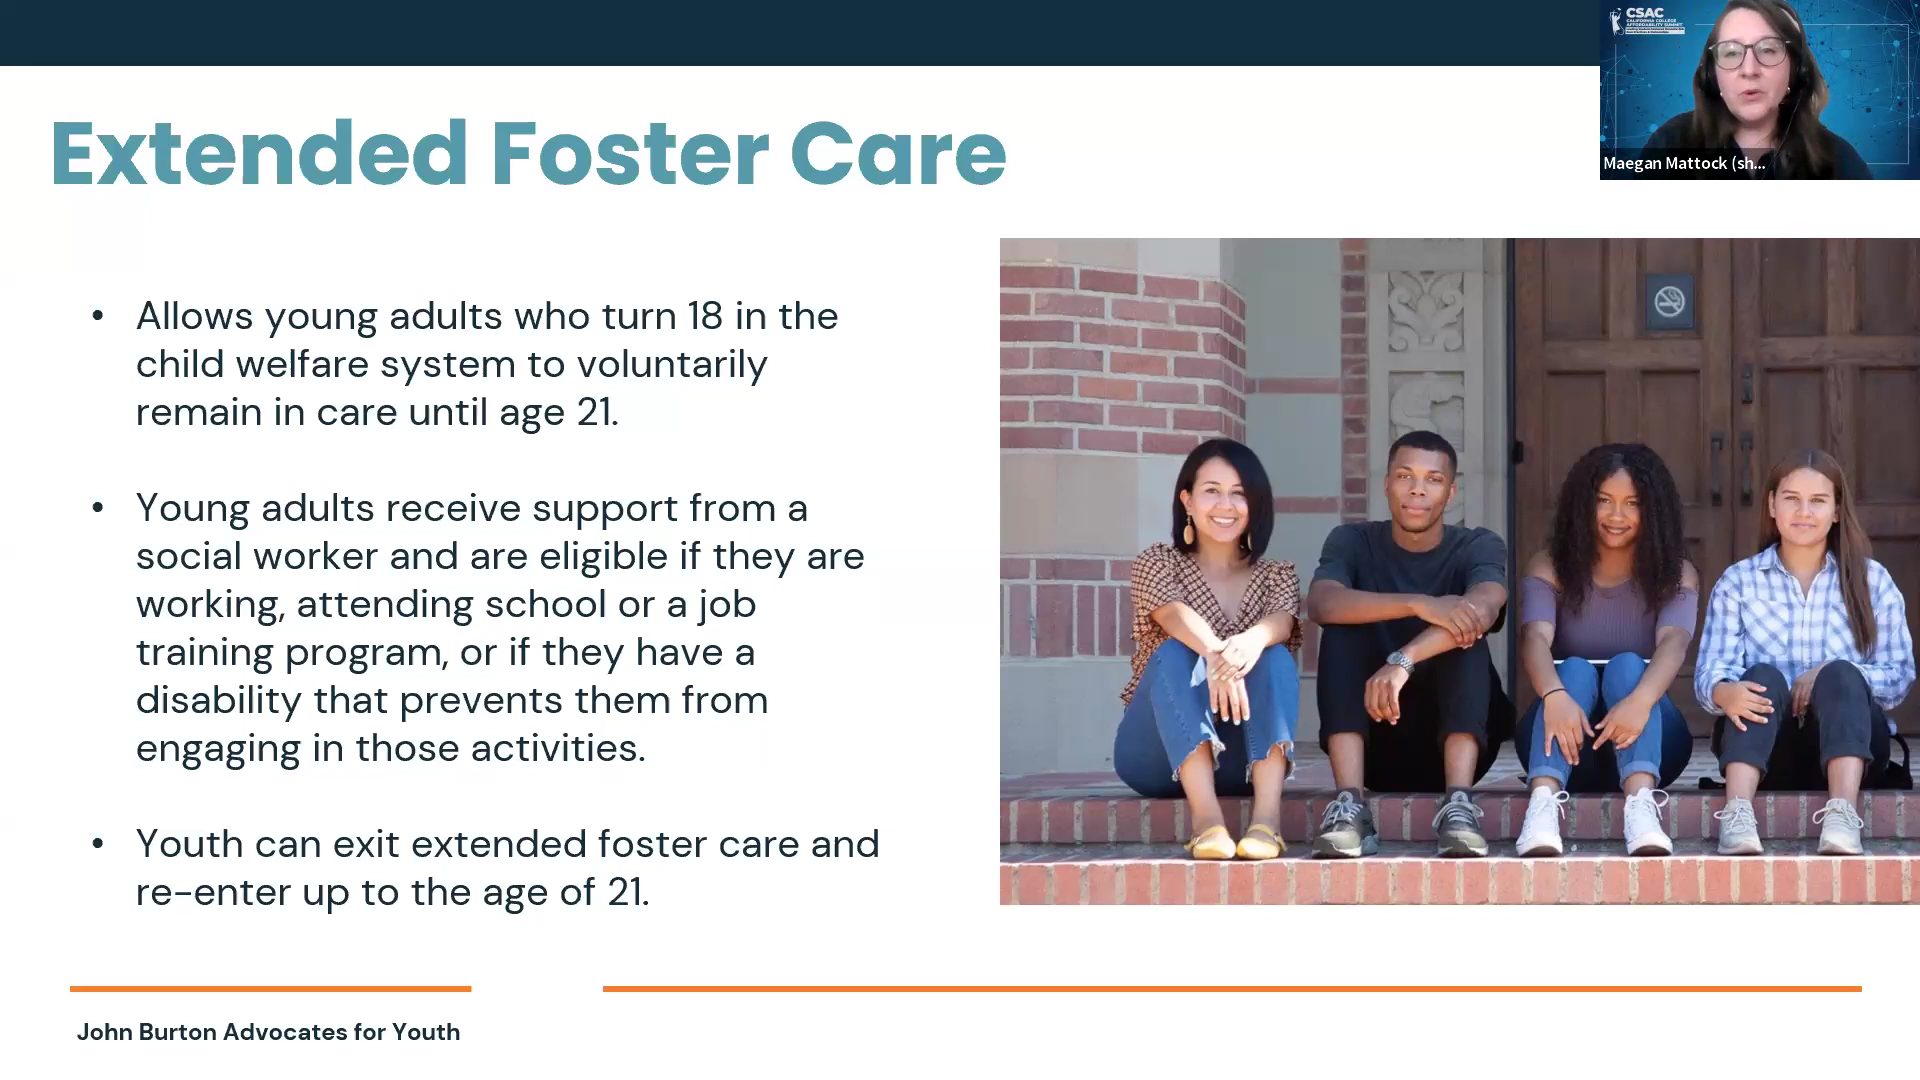 CSAC
CALIFORNIA COLLEGE
AFFORDABILITY SUMMIT
Maegan Mattock (sh...
Extended Foster Care
• Allows young adults who turn 18 in the
child welfare system to voluntarily
remain in care until age 21.
• Young adults receive support from a
social worker and are eligible if they are
working, attending school or a job
training program, or if they have a
disability that prevents them from
engaging in those activities.
• Youth can exit extended foster care and
re-enter up to the age of 21.
John Burton Advocates for Youth